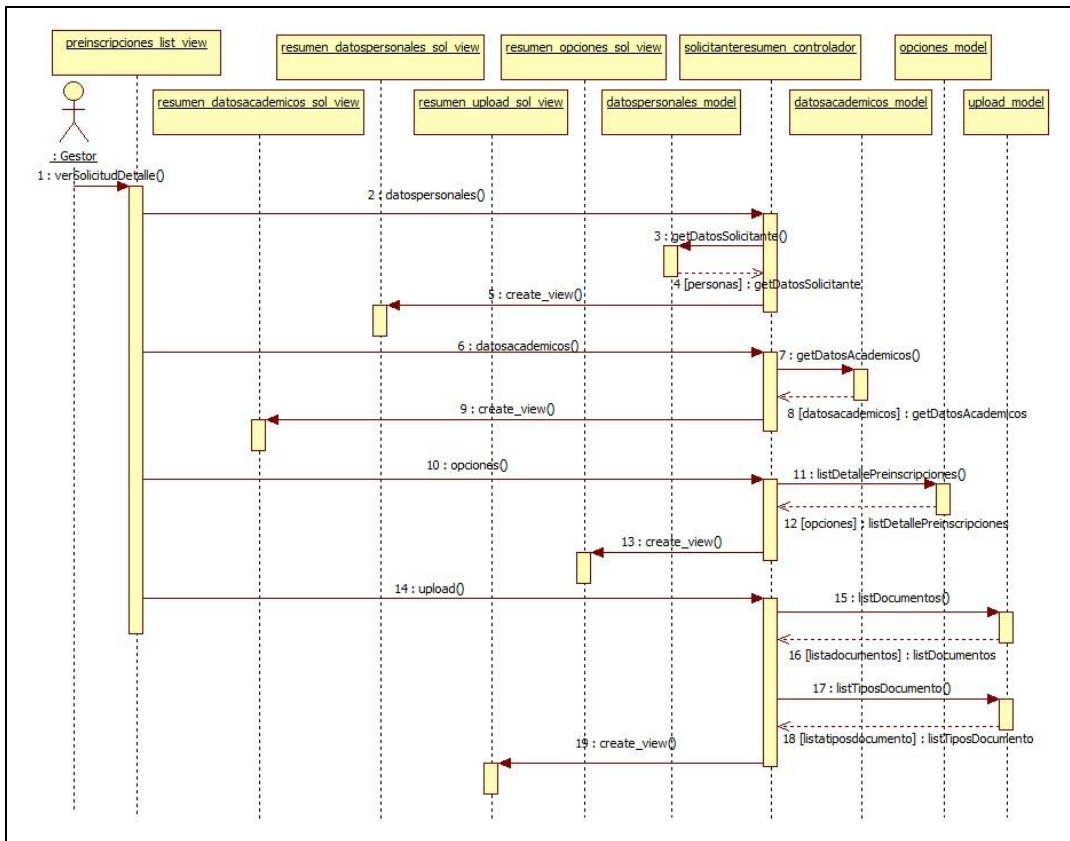 preinscripciones_list_view
resumen_datospersonales_sol_view
resumen_opciones_sol_view
solicitanteresumen_controlador
opciones_model
resumen_datosacademicos_sol_view
resumen_upload_sol_view
datospersonales_model
datosacademicos_model
upload_model
: Gestor
1 : verSolicitudDetalle()
2 : datospersonales()
3 : getDatosSolicitante()
4 [personas] : getDatosSolicitante
5 : create_view()
6 : datosacademicos()
7 : getDatosAcademicos()
8 [datosacademicos] : getDatosAcademicos
9 : create_view()
10 : opciones()
11 : listDetallePreinscripciones()
12 [opciones] : listDetallePreinscripciones
13 : create_view()
14 : upload()
15 : listDocumentos()
16 [listadocumentos] : listDocumentos
17 : listTiposDocumento()
18 [listatiposdocumento] : listTiposDocumento
19 : create_view()